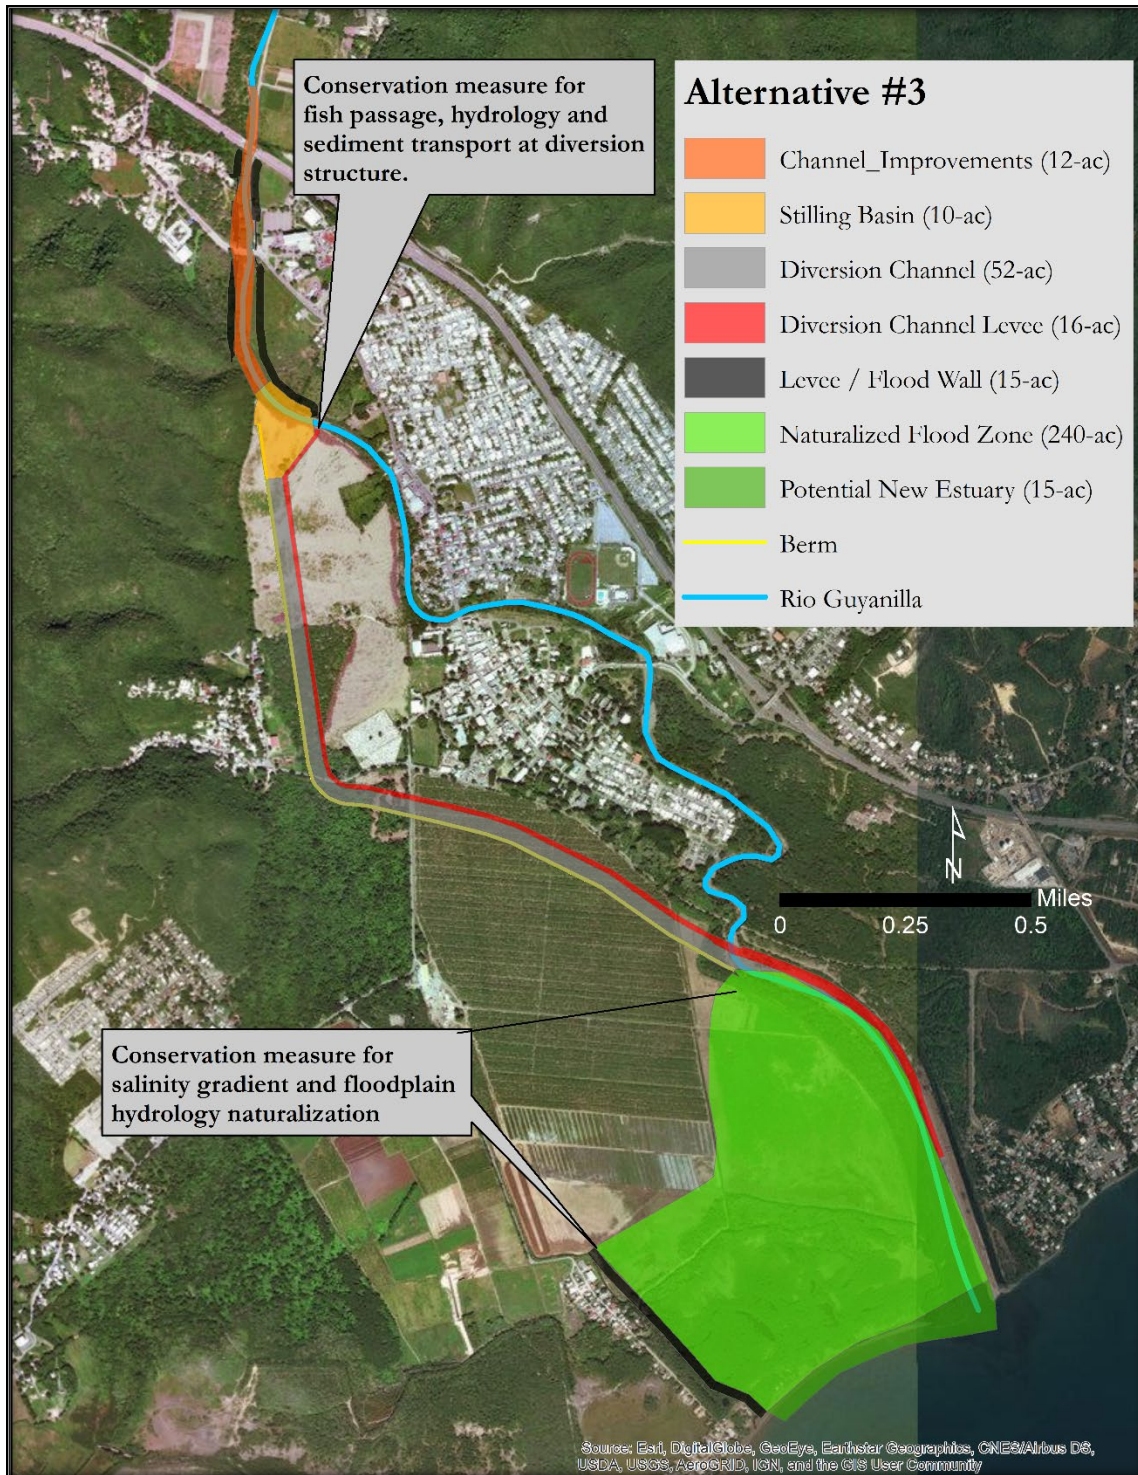 Conservation measure for
fish passage, hydrology and
sediment transport at diversion
structure.
Alternative #3
Channel_Improvements (12-ac)
Stilling Basin (10-ac)
Diversion Channel (52-ac)
Diversion Channel Levee (16-ac)
Levee / Flood Wall (15-ac)
Naturalized Flood Zone (240-ac)
Potential New Estuary (15-ac)
Berm
Rio Guyanilla
N
Miles
0 0.25 0.5
Conservation measure for
salinity gradient and floodplain
hydrology naturalization
Source: Esri, DigitalGlobe, GeoEye, Earthstar Geographics, CNES/Airbus DS,
USDA, USGS, AeroGRID, IGN, and the GIS User Community